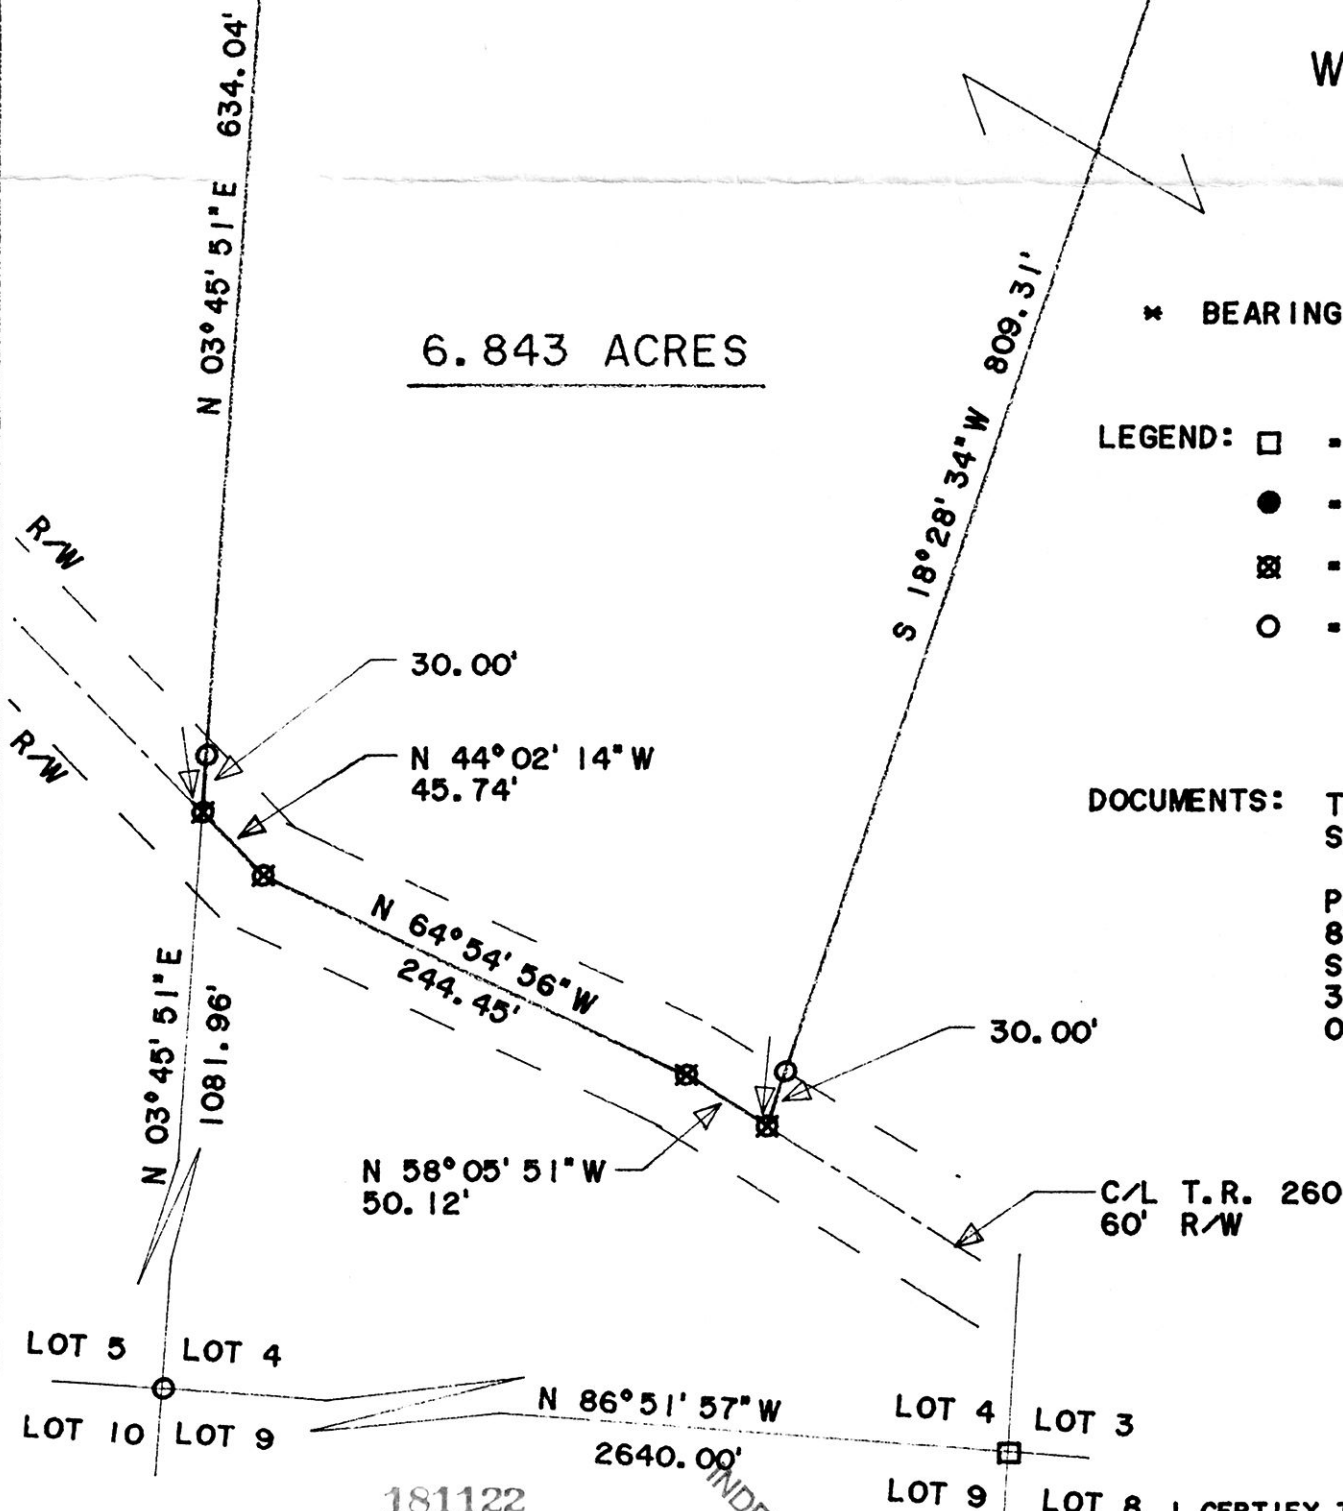 W
N 03°45'51"E 634.04'
* BEARING
6.843 ACRES
S 18°28'34"W 809.31'
LEGEND: □ =
● =
⊠ =
○ =
R/W
30.00'
R/W
N 44°02'14"W
45.74'
DOCUMENTS: T
S
P
8
S
3
O
N 64°54'56"W
244.45'
N 03°45'51"E
1081.96'
30.00'
N 58°05'51"W
50.12'
C/L T.R. 260
60' R/W
LOT 5 LOT 4
LOT 10 LOT 9
N 86°51'57"W
2640.00'
LOT 4 LOT 3
LOT 9 LOT 8
I CERTIFY T
181122
INDE